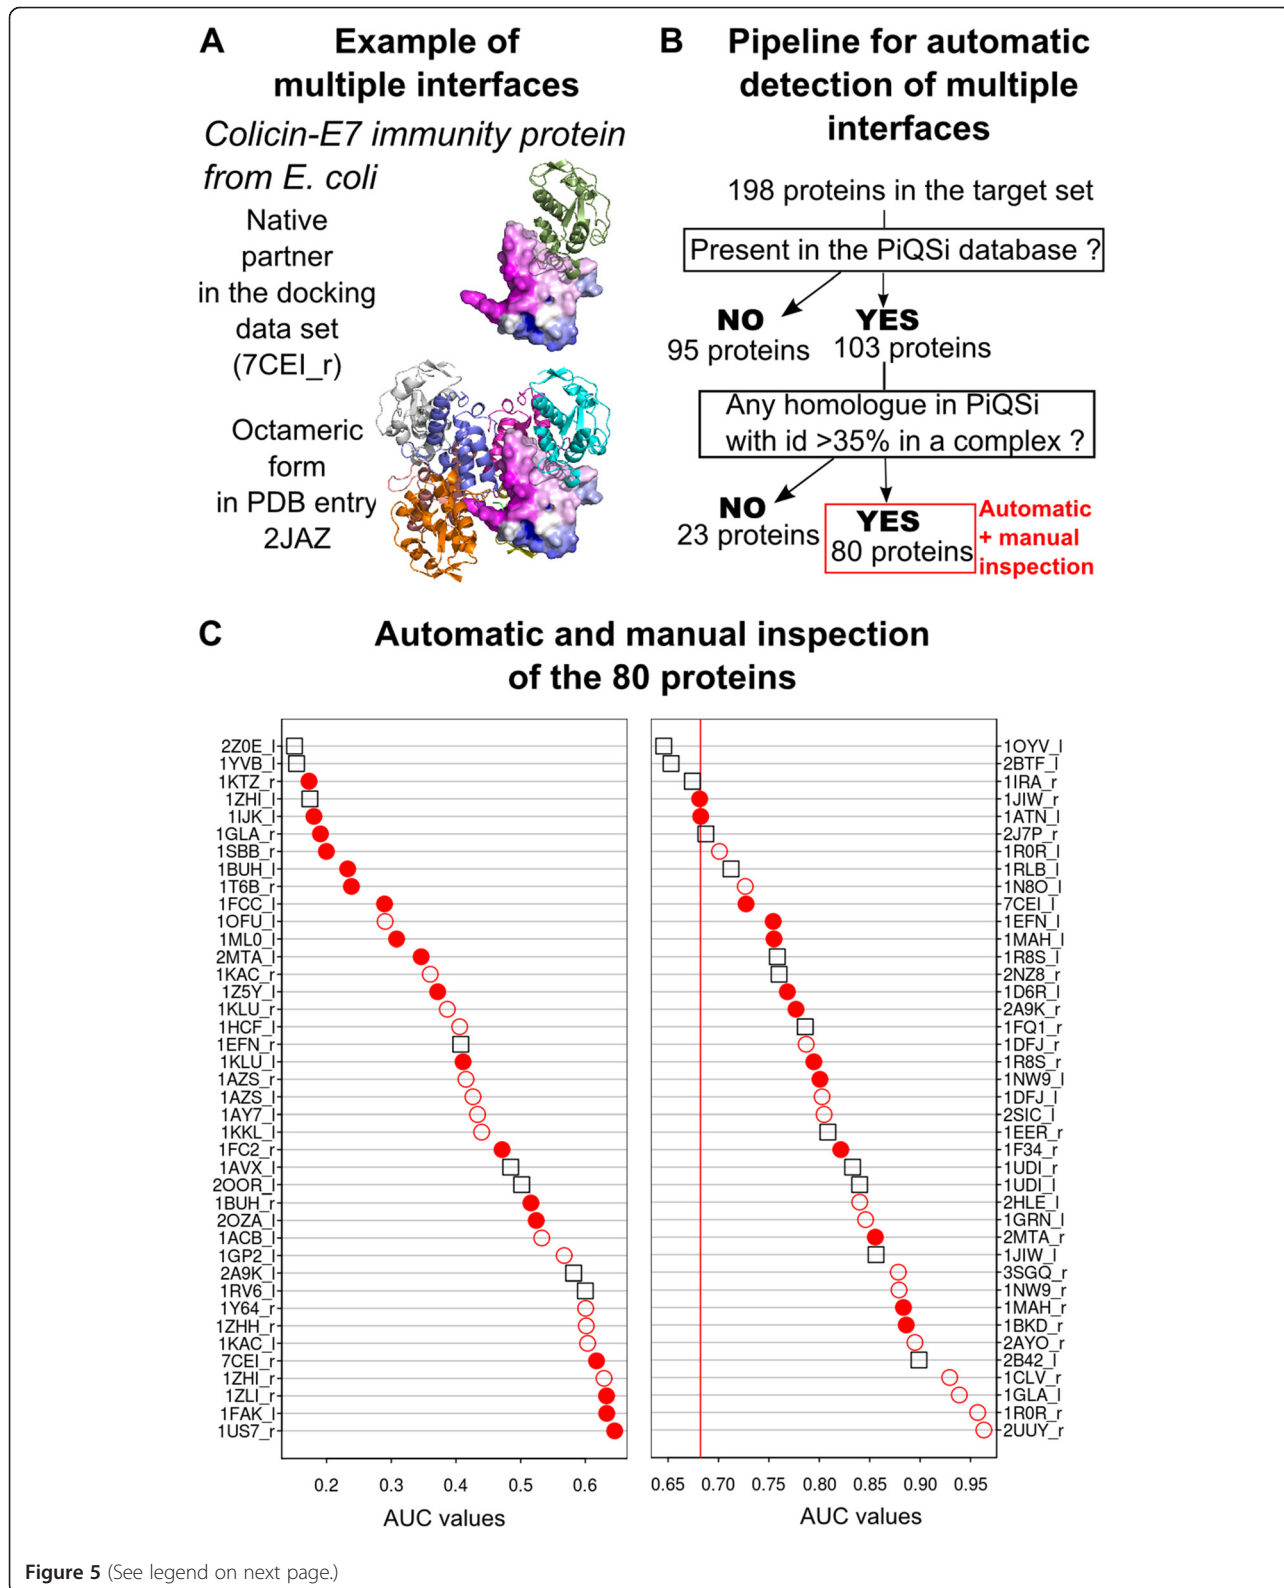 A
Example of
multiple interfaces
Colicin-E7 immunity protein
from E. coli
Native
partner
in the docking
data set
(7CEI_r)
Octameric
form
in PDB entry
2JAZ
B
Pipeline for automatic
detection of multiple
interfaces
198 proteins in the target set
Present in the PiQSi database ?
NO
95 proteins
YES
103 proteins
Any homologue in PiQSi
with id >35% in a complex ?
NO
23 proteins
YES
80 proteins
Automatic
+ manual
inspection
C
Automatic and manual inspection
of the 80 proteins
2Z0E_l
1YVB_l
1KTZ_r
1ZHI_l
1IJK_l
1GLA_r
1SBB_r
1BUH_l
1T6B_r
1FCC_l
1OFU_l
1ML0_l
2MTA_l
1KAC_r
1Z5Y_l
1KLU_r
1HCF_l
1EFN_r
1KLU_l
1AZS_r
1AZS_l
1AY7_l
1KKL_l
1FC2_r
1AVX_l
2OOR_l
1BUH_r
2OZA_l
1ACB_l
1GP2_l
2A9K_l
1RV6_l
1Y64_r
1ZHH_r
1KAC_l
7CEI_r
1ZHI_r
1ZLI_r
1FAK_l
1US7_r
0.2 0.3 0.4 0.5 0.6
AUC values
1OYV_l
2BTF_l
1IRA_r
1JIW_r
1ATN_l
2J7P_r
1R0R_l
1RLB_l
1N8O_l
7CEI_l
1EFN_l
1MAH_l
1R8S_l
2NZ8_r
1D6R_l
2A9K_r
1FQ1_r
1DFJ_r
1R8S_r
1NW9_l
1DFJ_l
2SIC_l
1EER_r
1F34_r
1UDI_r
1UDI_l
2HLE_l
1GRN_l
2MTA_r
1JIW_l
3SGQ_r
1NW9_r
1MAH_r
1BKD_r
2AYO_r
2B42_l
1CLV_r
1GLA_l
1R0R_r
2UUY_r
0.65 0.70 0.75 0.80 0.85 0.90 0.95
AUC values
Figure 5 (See legend on next page.)